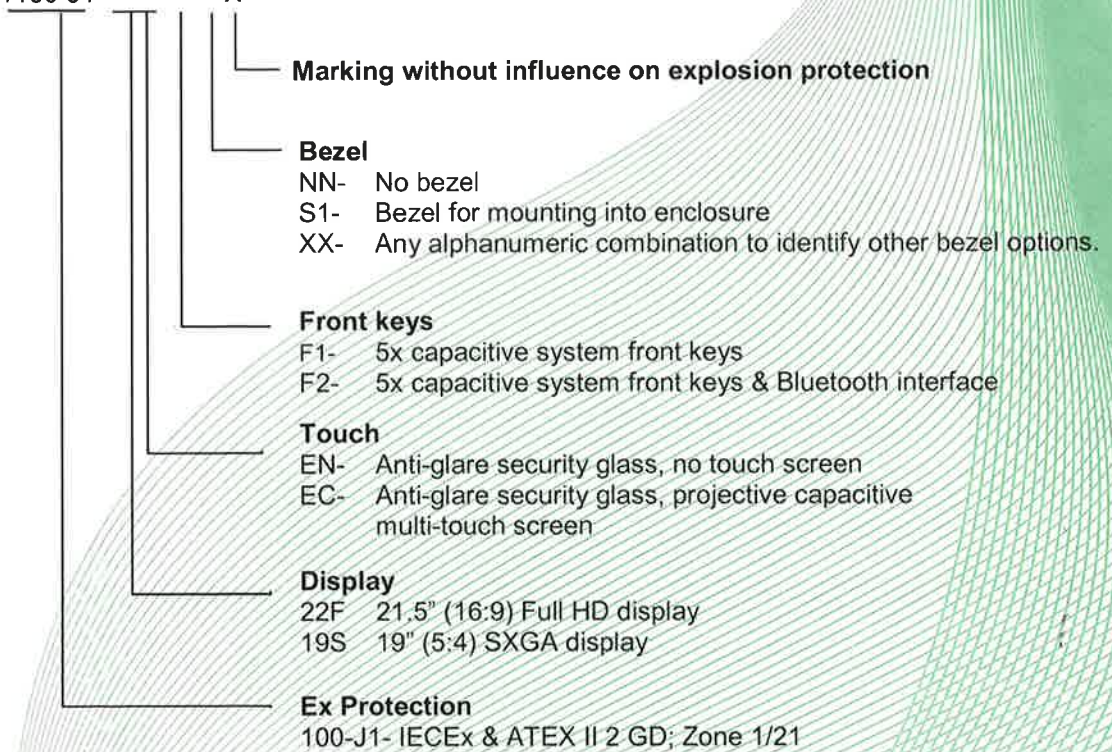 Marking without influence on explosion protection
Bezel
NN- No bezel
S1- Bezel for mounting into enclosure
XX- Any alphanumeric combination to identify other bezel options.
Front keys
F1- 5x capacitive system front keys
F2- 5x capacitive system front keys & Bluetooth interface
Touch
EN- Anti-glare security glass, no touch screen
EC- Anti-glare security glass, projective capacitive
multi-touch screen
Display
22F 21.5" (16:9) Full HD display
19S 19" (5:4) SXGA display
Ex Protection
100-J1- IECEx & ATEX II 2 GD; Zone 1/21